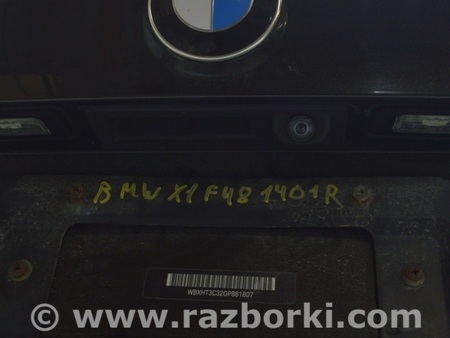 BMW X1 F48 1401R
WBXHT3C32GP881807
© www.razborki.com